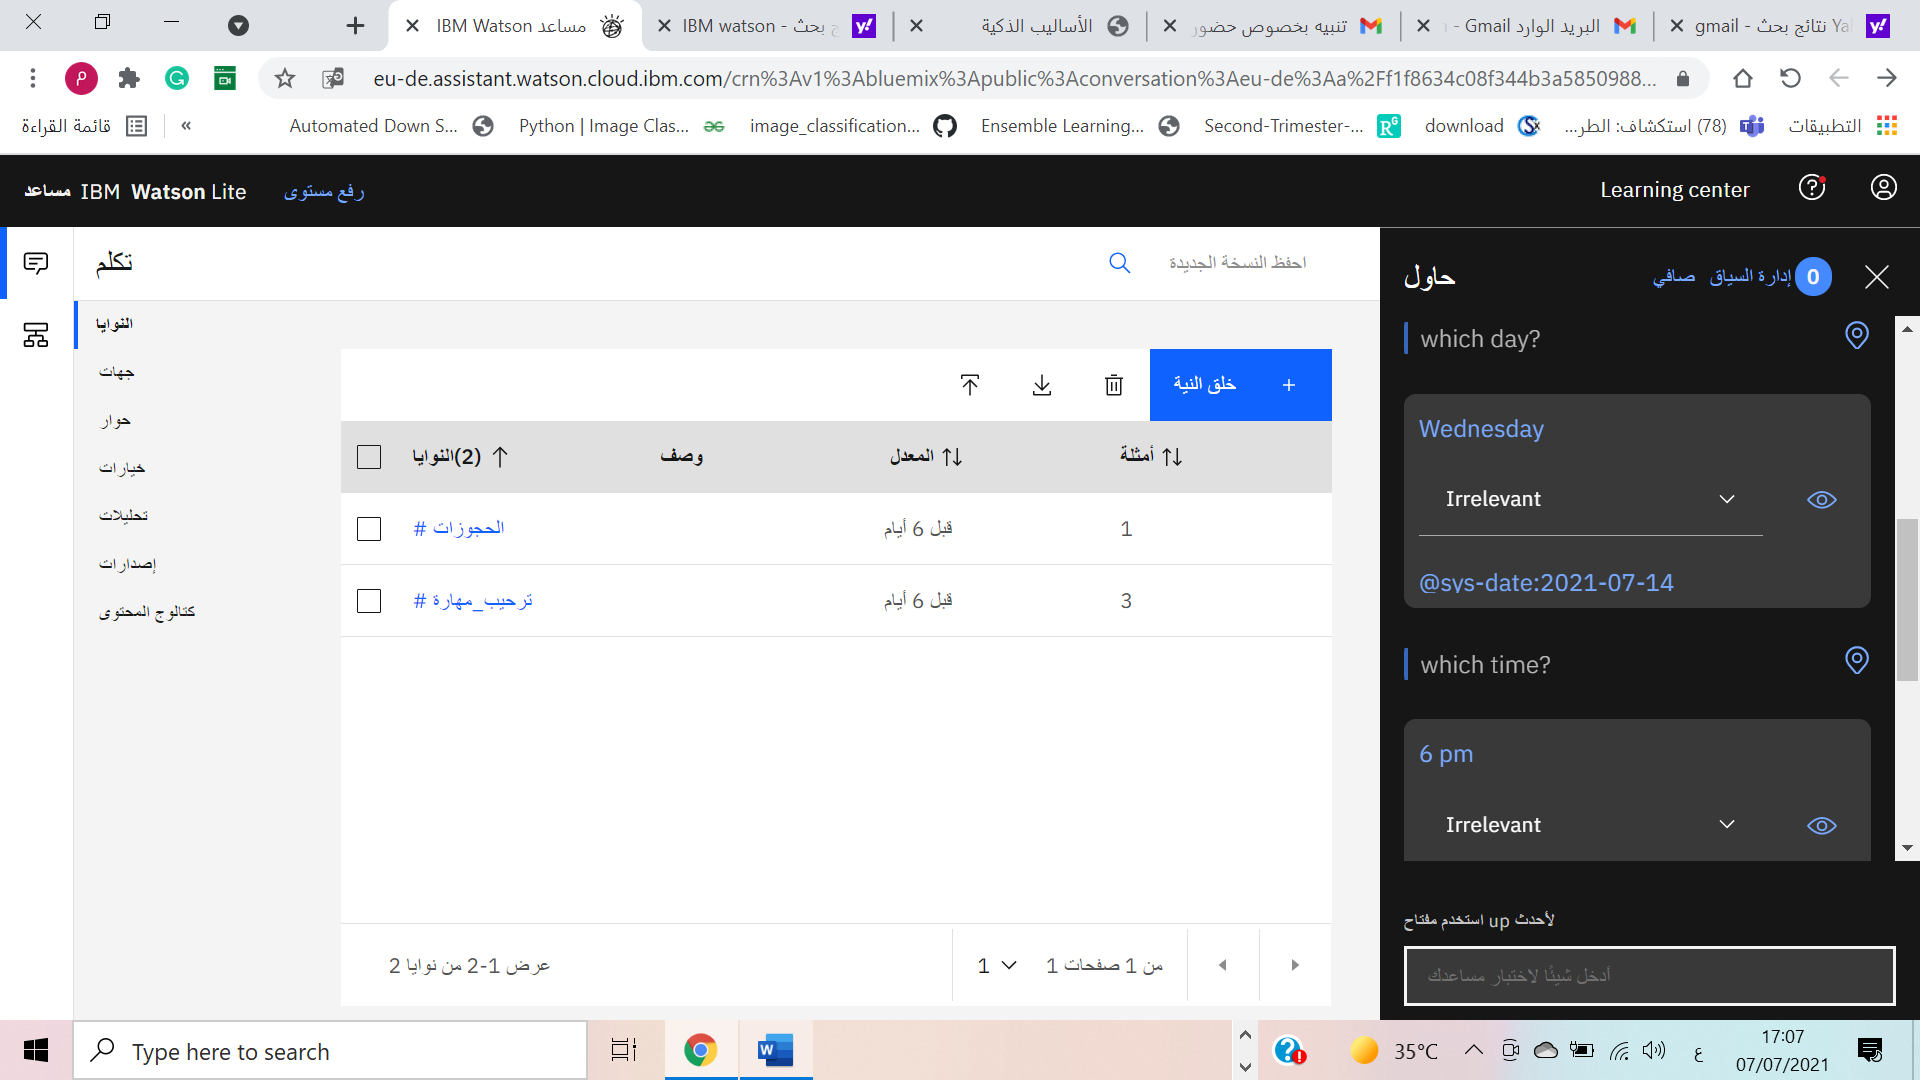 مساعد IBM Watson
IBM watson - نتائج بحث
الأساليب الذكية
تنبيه بخصوص حضور
البريد الوارد - Gmail
gmail - نتائج بحث Ya
eu-de.assistant.watson.cloud.ibm.com/crn%3Av1%3Abluemix%3Apublic%3Aconversation%3Aeu-de%3Aa%2Ff1f8634c08f344b3a5850988...
قائمة القراءة
»
Automated Down S...
Python | Image Clas...
image_classification...
Ensemble Learning...
Second-Trimester-...
download
(78) استكشاف: الطر...
التطبيقات
مساعد IBM Watson Lite
رفع مستوى
Learning center
تكلم
احفظ النسخة الجديدة
النوايا
جهات
حوار
خيارات
تحليلات
إصدارات
كتالوج المحتوى
خلق النية +
النوايا(2)
وصف
المعدل
أمثلة
# الحجوزات
قبل 6 أيام
1
# ترحيب_مهارة
قبل 6 أيام
3
عرض 1-2 من نوايا 2
1
من 1 صفحات 1
حاول
صافي
إدارة السياق
0
which day?
Wednesday
Irrelevant
@sys-date:2021-07-14
which time?
6 pm
Irrelevant
لأحدث up استخدم مفتاح
أدخل شيئًا لاختبار مساعدك
Type here to search
35°C
ع
17:07
07/07/2021